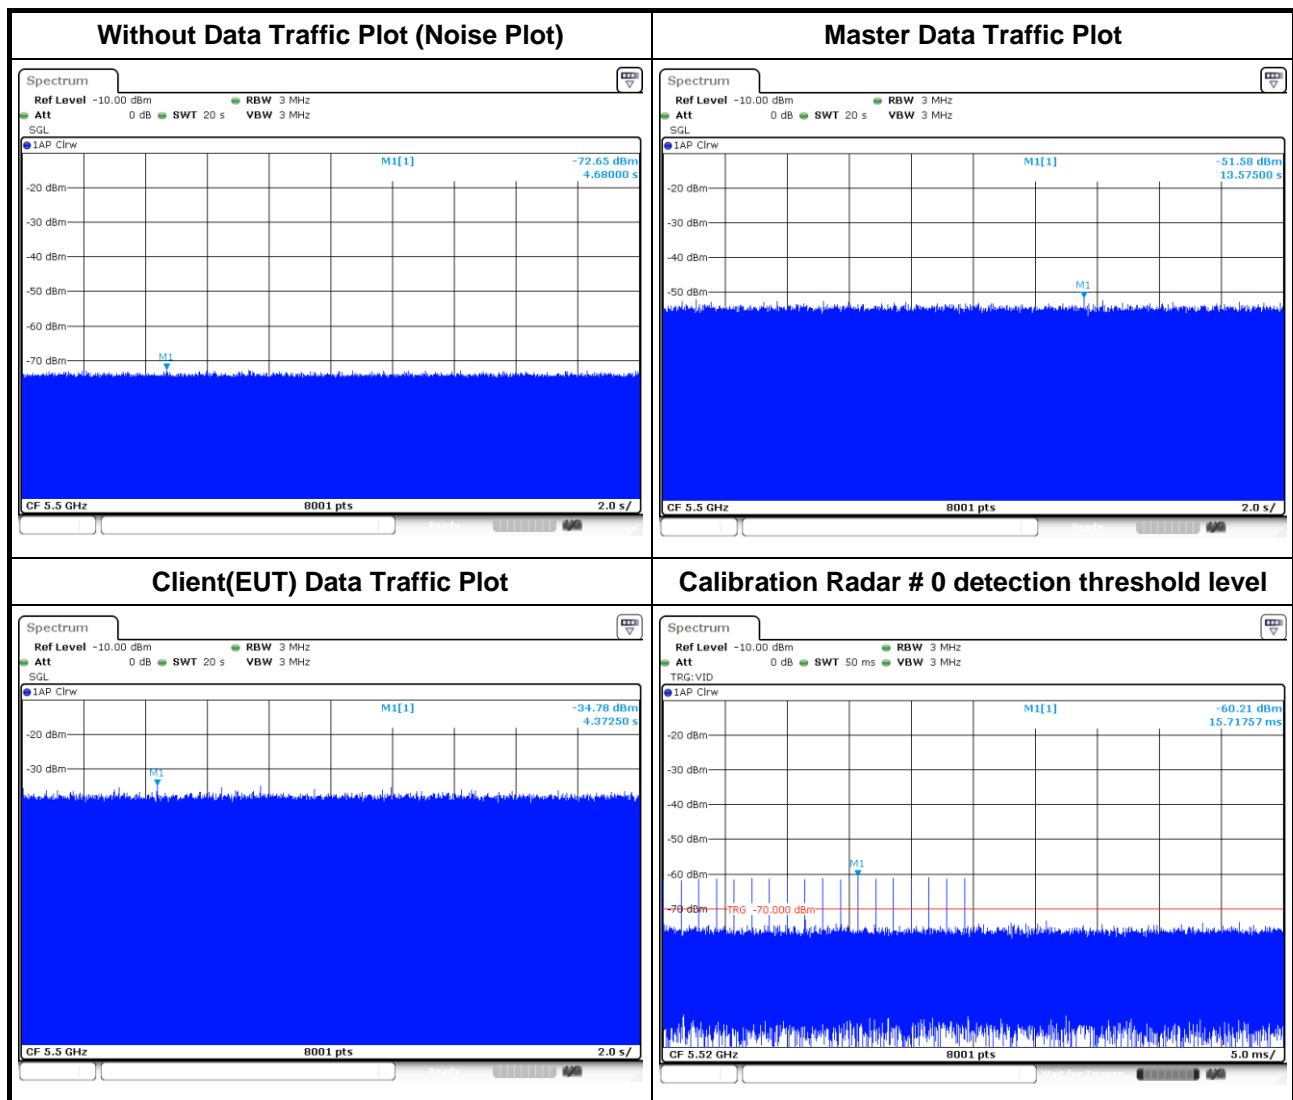 Without Data Traffic Plot (Noise Plot)
Spectrum
Ref Level -10.00 dBm RBW 3 MHz
Att 0 dB SWT 20 s VBW 3 MHz
SGL
1AP Clrw
M1[1] -72.65 dBm
4.68000 s
-20 dBm
-30 dBm
-40 dBm
-50 dBm
-60 dBm
-70 dBm
M1
CF 5.5 GHz 8001 pts 2.0 s/
Ready
Master Data Traffic Plot
Spectrum
Ref Level -10.00 dBm RBW 3 MHz
Att 0 dB SWT 20 s VBW 3 MHz
SGL
1AP Clrw
M1[1] -51.58 dBm
13.57500 s
-20 dBm
-30 dBm
-40 dBm
-50 dBm
M1
CF 5.5 GHz 8001 pts 2.0 s/
Ready
Client(EUT) Data Traffic Plot
Spectrum
Ref Level -10.00 dBm RBW 3 MHz
Att 0 dB SWT 20 s VBW 3 MHz
SGL
1AP Clrw
M1[1] -34.78 dBm
4.37250 s
-20 dBm
-30 dBm
M1
CF 5.5 GHz 8001 pts 2.0 s/
Ready
Calibration Radar # 0 detection threshold level
Spectrum
Ref Level -10.00 dBm RBW 3 MHz
Att 0 dB SWT 50 ms VBW 3 MHz
TRG:VID
1AP Clrw
M1[1] -60.21 dBm
15.71757 ms
-20 dBm
-30 dBm
-40 dBm
-50 dBm
M1
-60 dBm
-70 dBm
TRG -70.000 dBm
CF 5.52 GHz 8001 pts 5.0 ms/
Wait for Trigger